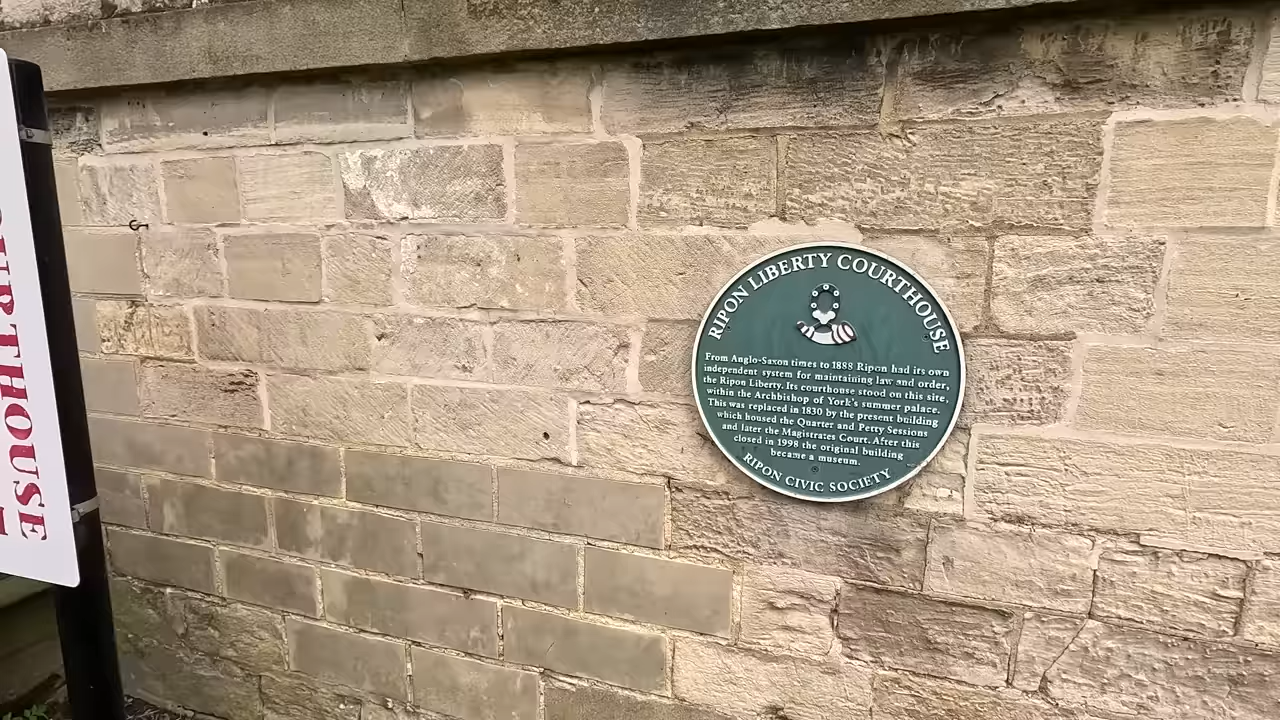 OURTHOUSE
RIPON LIBERTY COURTHOUSE
From Anglo-Saxon times to 1888 Ripon had its own
independent system for maintaining law and order,
the Ripon Liberty. Its courthouse stood on this site,
within the Archbishop of York's summer palace.
This was replaced in 1830 by the present building
which housed the Quarter and Petty Sessions
and later the Magistrates Court. After this
closed in 1998 the original building
became a museum.
RIPON CIVIC SOCIETY